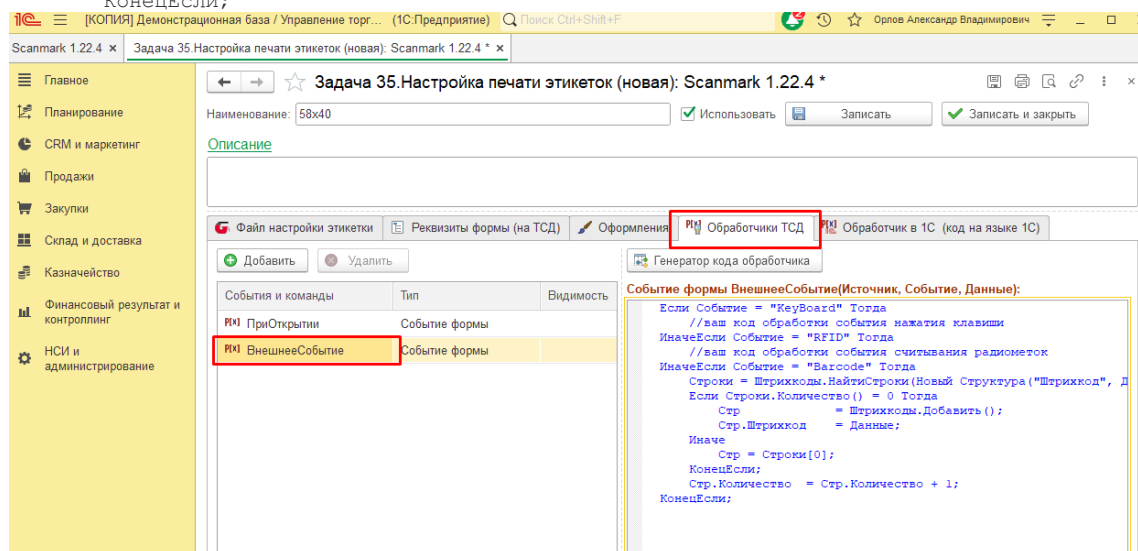 КонецЕсли;
[КОПИЯ] Демонстрационная база / Управление торг... (1С:Предприятие) Поиск Ctrl+Shift+F Орлов Александр Владимирович
Scanmark 1.22.4 × Задача 35.Настройка печати этикеток (новая): Scanmark 1.22.4 * ×
Главное
Планирование
CRM и маркетинг
Продажи
Закупки
Склад и доставка
Казначейство
Финансовый результат и
контроллинг
НСИ и
администрирование
Задача 35.Настройка печати этикеток (новая): Scanmark 1.22.4 *
Наименование: 58x40 Использовать Записать Записать и закрыть
Описание
Файл настройки этикетки Реквизиты формы (на ТСД) Оформления Обработчики ТСД Обработчик в 1С (код на языке 1С)
Добавить Удалить Генератор кода обработчика
События и команды Тип Видимость
ПриОткрытии Событие формы
ВнешнееСобытие Событие формы
Событие формы ВнешнееСобытие(Источник, Событие, Данные):
Если Событие = "KeyBoard" Тогда
//ваш код обработки события нажатия клавиши
ИначеЕсли Событие = "RFID" Тогда
//ваш код обработки события считывания радиометок
ИначеЕсли Событие = "Barcode" Тогда
Строки = Штрихкоды.НайтиСтроки(Новый Структура("Штрихкод", Д
Если Строки.Количество() = 0 Тогда
Стр = Штрихкоды.Добавить();
Стр.Штрихкод = Данные;
Иначе
Стр = Строки[0];
КонецЕсли;
Стр.Количество = Стр.Количество + 1;
КонецЕсли;